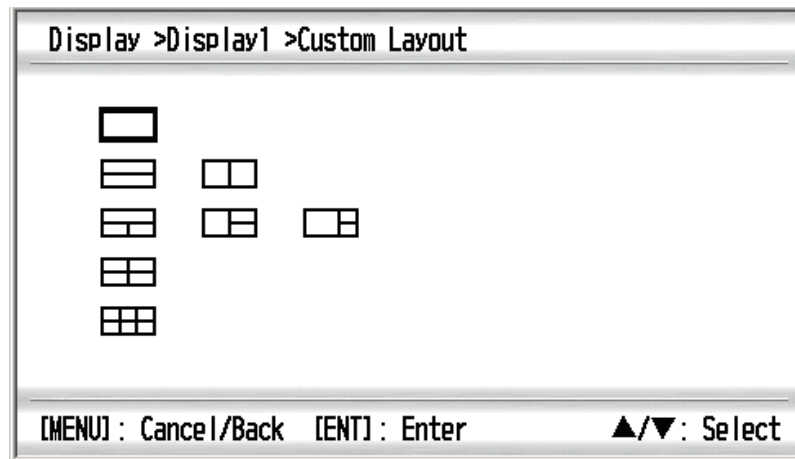 Display >Display1 >Custom Layout
[MENU] : Cancel/Back [ENT] : Enter ▲/▼ : Select